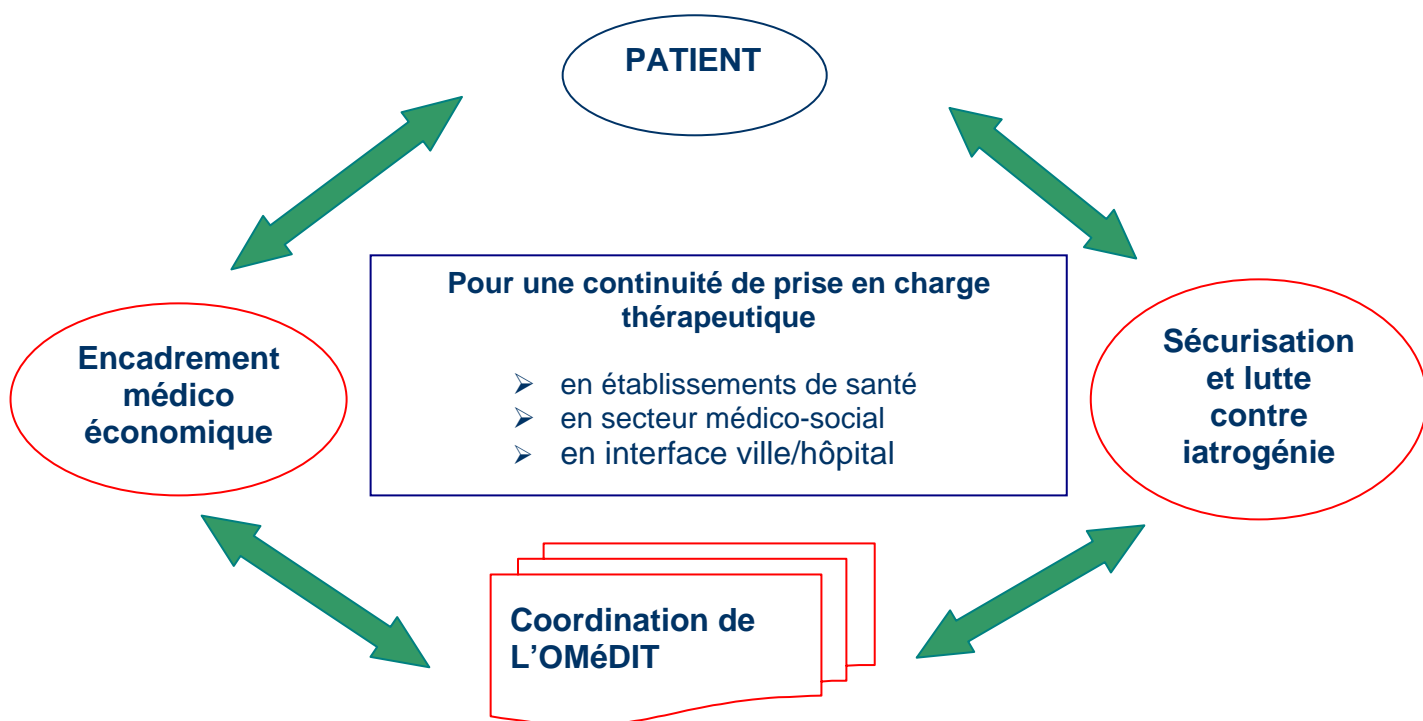 PATIENT
Pour une continuité de prise en charge
thérapeutique
➢ en établissements de santé
➢ en secteur médico-social
➢ en interface ville/hôpital
Encadrement
médico
économique
Sécurisation
et lutte
contre
iatrogénie
Coordination de
L'OMéDIT